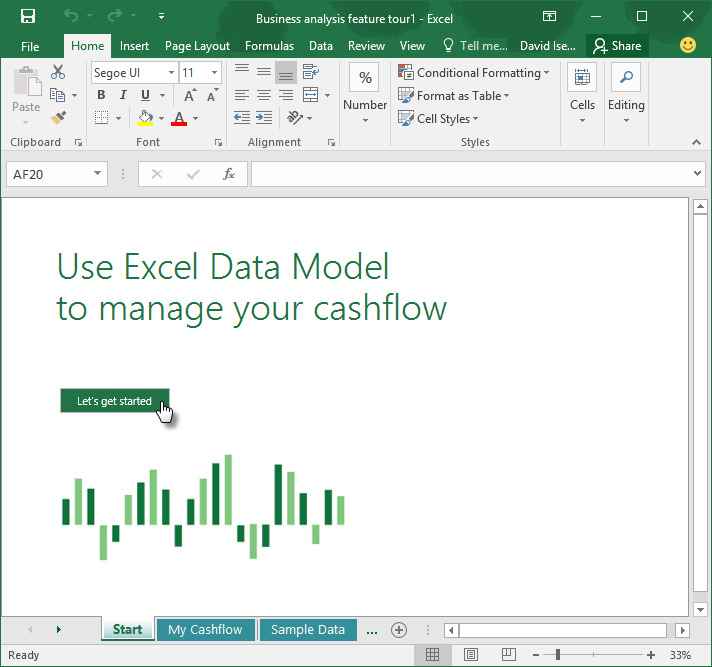 Business analysis feature tour1 - Excel
File Home Insert Page Layout Formulas Data Review View Tell me... David Ise... Share
Segoe UI 11
Conditional Formatting
Paste
B I U A A
%
Number
Format as Table
Cells
Editing
A
Cell Styles
Clipboard Font Alignment Styles
AF20 fx
Use Excel Data Model
to manage your cashflow
Let's get started
Start My Cashflow Sample Data ...
Ready 33%